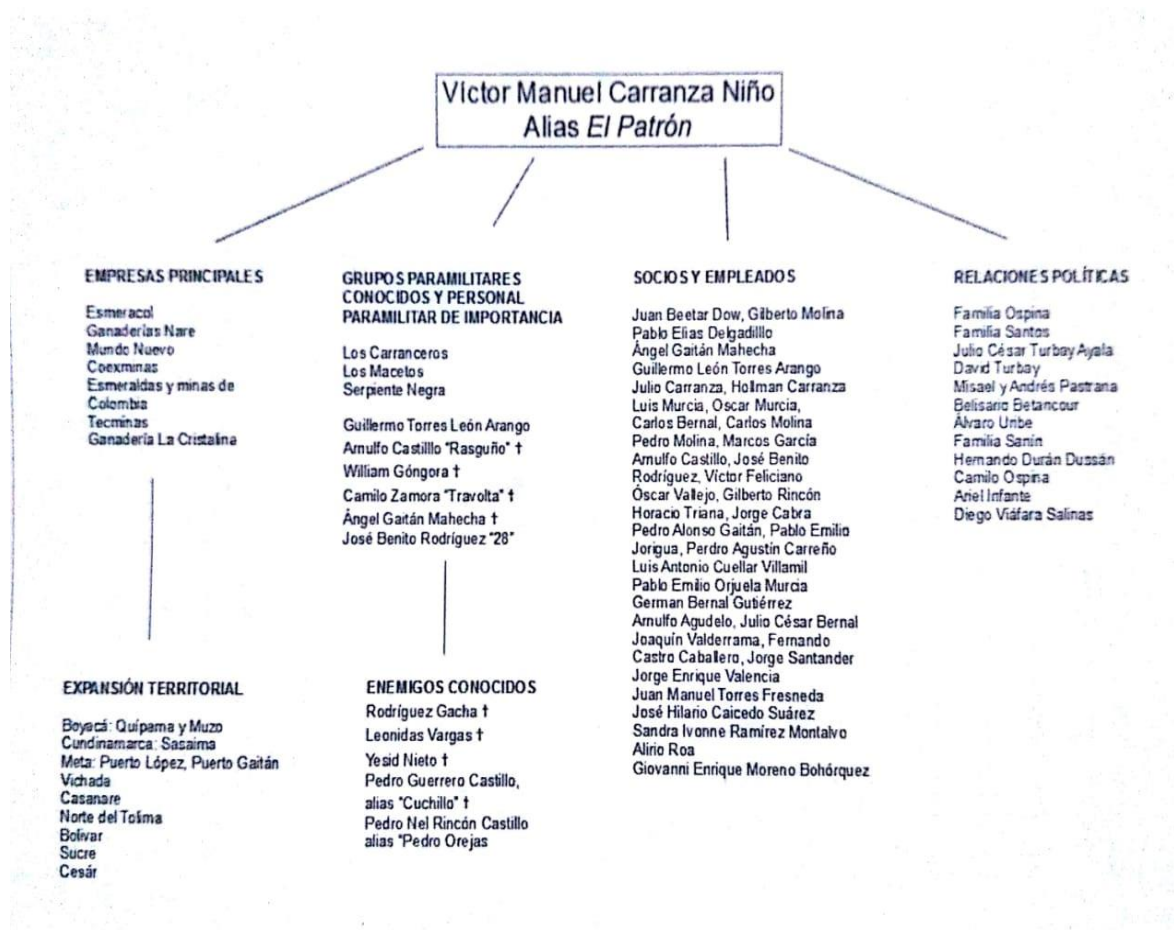 Víctor Manuel Carranza Niño
Alias El Patrón
EMPRESAS PRINCIPALES
Esmeracol
Ganaderías Nare
Mundo Nuevo
Coexminas
Esmeraldas y minas de
Colombia
Tecminas
Ganadería La Cristalina
EXPANSIÓN TERRITORIAL
Boyacá: Quípama y Muzo
Cundinamarca: Sasaima
Meta: Puerto López, Puerto Gaitán
Vichada
Casanare
Norte del Tolima
Bolívar
Sucre
Cesár
GRUPOS PARAMILITARES
CONOCIDOS Y PERSONAL
PARAMILITAR DE IMPORTANCIA
Los Carranceros
Los Macetos
Serpiente Negra
Guillermo Torres León Arango
Arnulfo Castilllo "Rasguño" †
William Góngora †
Camilo Zamora "Travolta" †
Ángel Gaitán Mahecha †
José Benito Rodríguez "28"
ENEMIGOS CONOCIDOS
Rodríguez Gacha †
Leonidas Vargas †
Yesid Nieto †
Pedro Guerrero Castillo,
alias "Cuchillo" †
Pedro Nel Rincón Castillo
alias "Pedro Orejas
SOCIOS Y EMPLEADOS
Juan Beetar Dow, Gilberto Molina
Pablo Elias Delgadilllo
Ángel Gaitán Mahecha
Guillermo León Torres Arango
Julio Carranza, Hollman Carranza
Luis Murcia, Oscar Murcia,
Carlos Bernal, Carlos Molina
Pedro Molina, Marcos García
Arnulfo Castillo, José Benito
Rodríguez, Víctor Feliciano
Óscar Vallejo, Gilberto Rincón
Horacio Triana, Jorge Cabra
Pedro Alonso Gaitán, Pablo Emilio
Jorigua, Perdro Agustin Carreño
Luis Antonio Cuellar Villamil
Pablo Emilio Orjuela Murcia
German Bernal Gutiérrez
Arnulfo Agudelo, Julio César Bernal
Joaquín Valderrama, Fernando
Castro Caballero, Jorge Santander
Jorge Enrique Valencia
Juan Manuel Torres Fresneda
José Hilario Caicedo Suárez
Sandra Ivonne Ramírez Montalvo
Alirio Roa
Giovanni Enrique Moreno Bohórquez
RELACIONES POLÍTICAS
Familia Ospina
Familia Santos
Julio César Turbay Ayala
David Turbay
Misael y Andrés Pastrana
Belisario Betancour
Álvaro Uribe
Familia Sanín
Hernando Durán Dussán
Camilo Ospina
Ariel Infante
Diego Viáfara Salinas